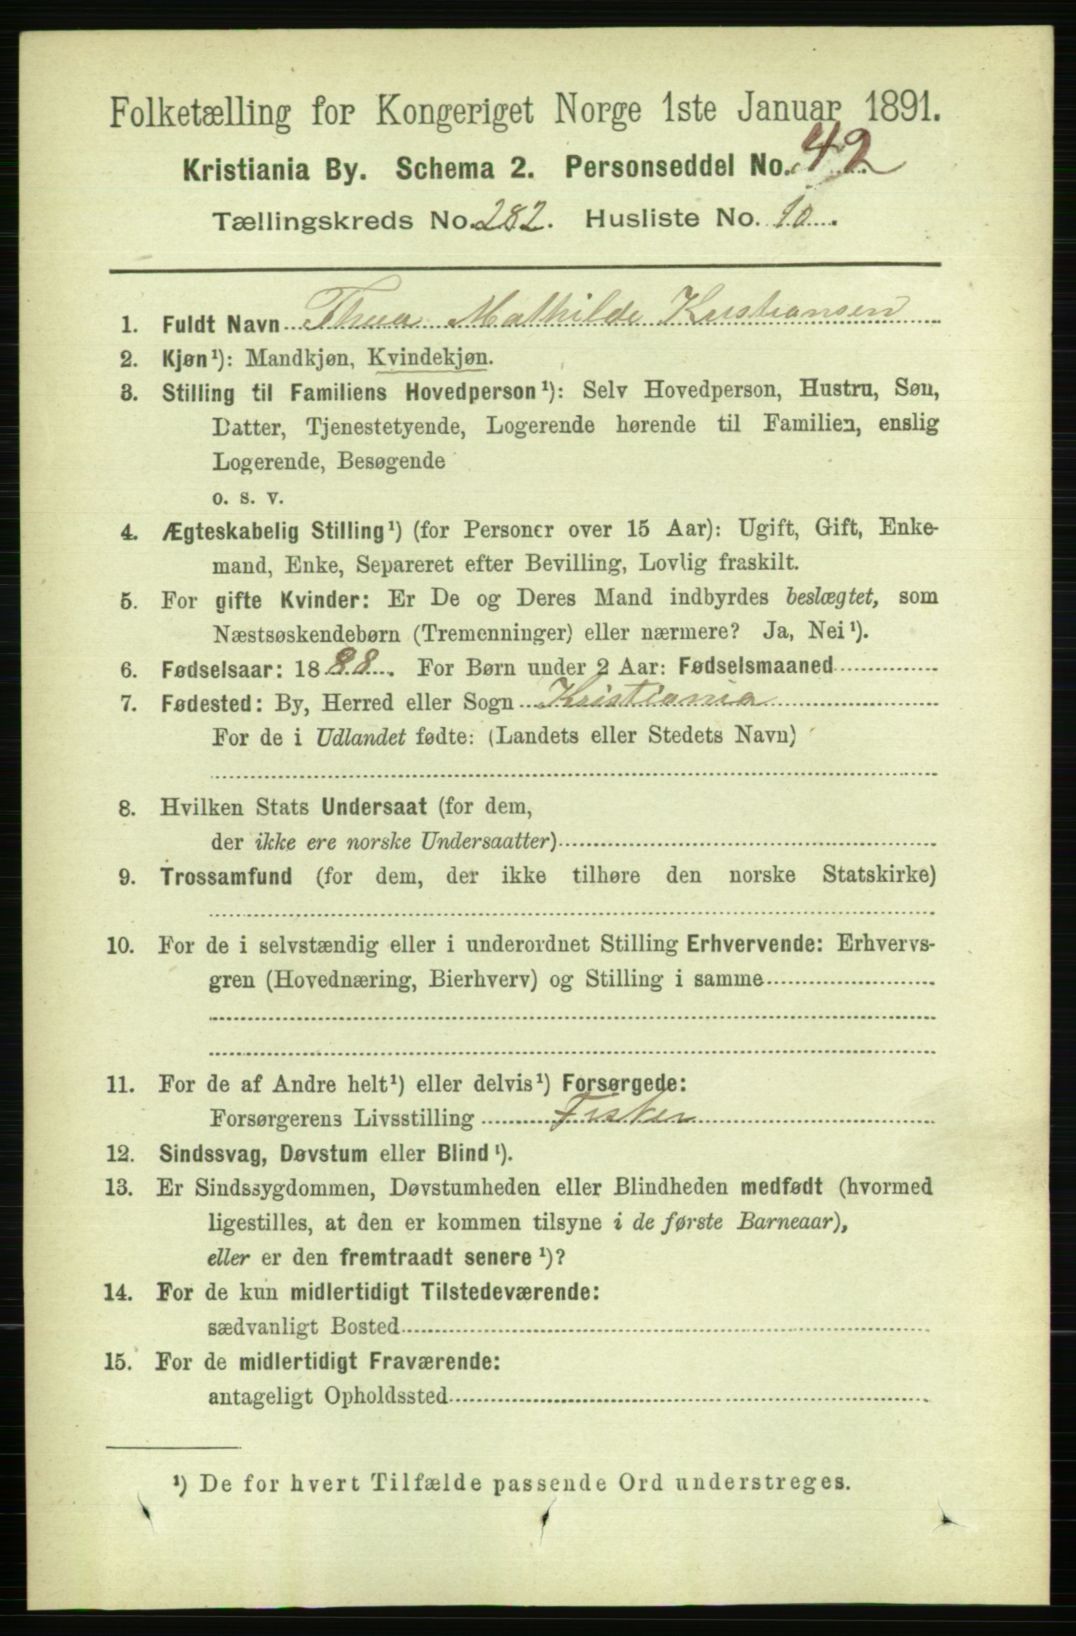 Folketælling for Kongeriget Norge 1ste Januar 1891.
Kristiania By. Schema 2. Personseddel No. 42
Tællingskreds No. 282. Husliste No. 10.
1. Fuldt Navn Thea Mathilde Kristiansen
2. Kjøn¹): Mandkjøn, Kvindekjøn.
3. Stilling til Familiens Hovedperson¹): Selv Hovedperson, Hustru, Søn,
Datter, Tjenestetyende, Logerende hørende til Familien, enslig
Logerende, Besøgende
o. s. v.
4. Ægteskabelig Stilling¹) (for Personer over 15 Aar): Ugift, Gift, Enke-
mand, Enke, Separeret efter Bevilling, Lovlig fraskilt.
5. For gifte Kvinder: Er De og Deres Mand indbyrdes beslægtet, som
Næstsøskendebørn (Tremenninger) eller nærmere? Ja, Nei¹).
6. Fødselsaar: 1888. For Børn under 2 Aar: Fødselsmaaned
7. Fødested: By, Herred eller Sogn Kristiania
For de i Udlandet fødte: (Landets eller Stedets Navn)
8. Hvilken Stats Undersaat (for dem,
der ikke ere norske Undersaatter)
9. Trossamfund (for dem, der ikke tilhøre den norske Statskirke)
10. For de i selvstændig eller i underordnet Stilling Erhvervende: Erhvervs-
gren (Hovednæring, Bierhverv) og Stilling i samme
11. For de af Andre helt¹) eller delvis¹) Forsørgede:
Forsørgerens Livsstilling Fisker
12. Sindssvag, Døvstum eller Blind¹).
13. Er Sindssygdommen, Døvstumheden eller Blindheden medfødt (hvormed
ligestilles, at den er kommen tilsyne i de første Barneaar),
eller er den fremtraadt senere¹)?
14. For de kun midlertidigt Tilstedeværende:
sædvanligt Bosted
15. For de midlertidigt Fraværende:
antageligt Opholdssted
¹) De for hvert Tilfælde passende Ord understreges.